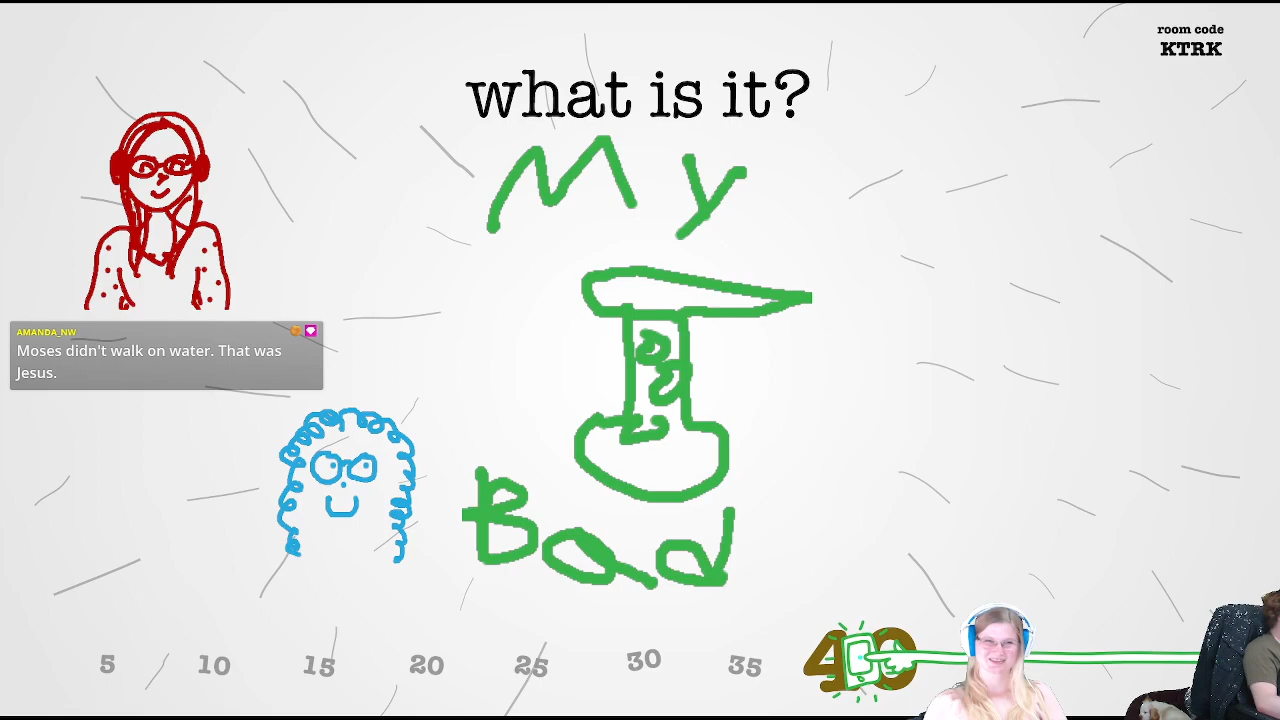 room code
KTRK
what is it?
My
AMANDA_NW
Moses didn't walk on water. That was
Jesus.
Bad
5 10 15 20 25 30 35 40